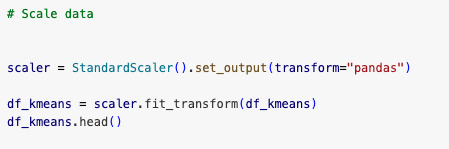 # Scale data
scaler = StandardScaler().set_output(transform="pandas")
df_kmeans = scaler.fit_transform(df_kmeans)
df_kmeans.head()